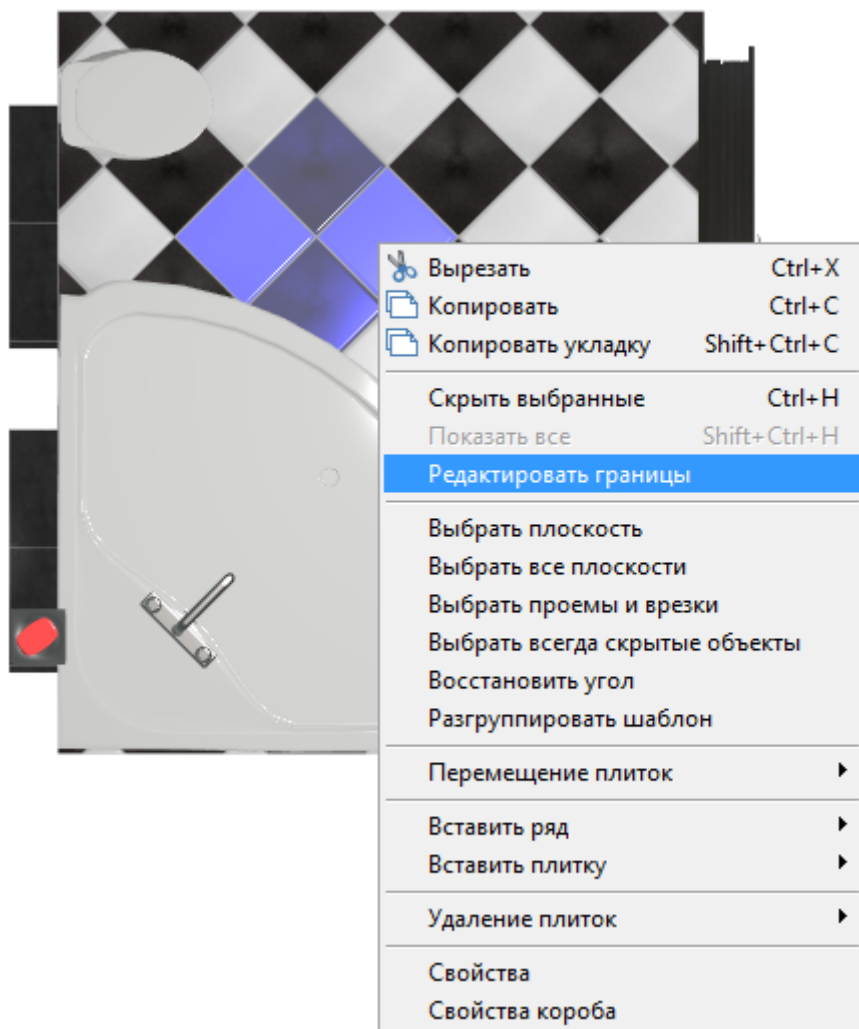 Вырезать Ctrl+X
Копировать Ctrl+C
Копировать укладку Shift+Ctrl+C
Скрыть выбранные Ctrl+H
Показать все Shift+Ctrl+H
Редактировать границы
Выбрать плоскость
Выбрать все плоскости
Выбрать проемы и врезки
Выбрать всегда скрытые объекты
Восстановить угол
Разгруппировать шаблон
Перемещение плиток
Вставить ряд
Вставить плитку
Удаление плиток
Свойства
Свойства короба